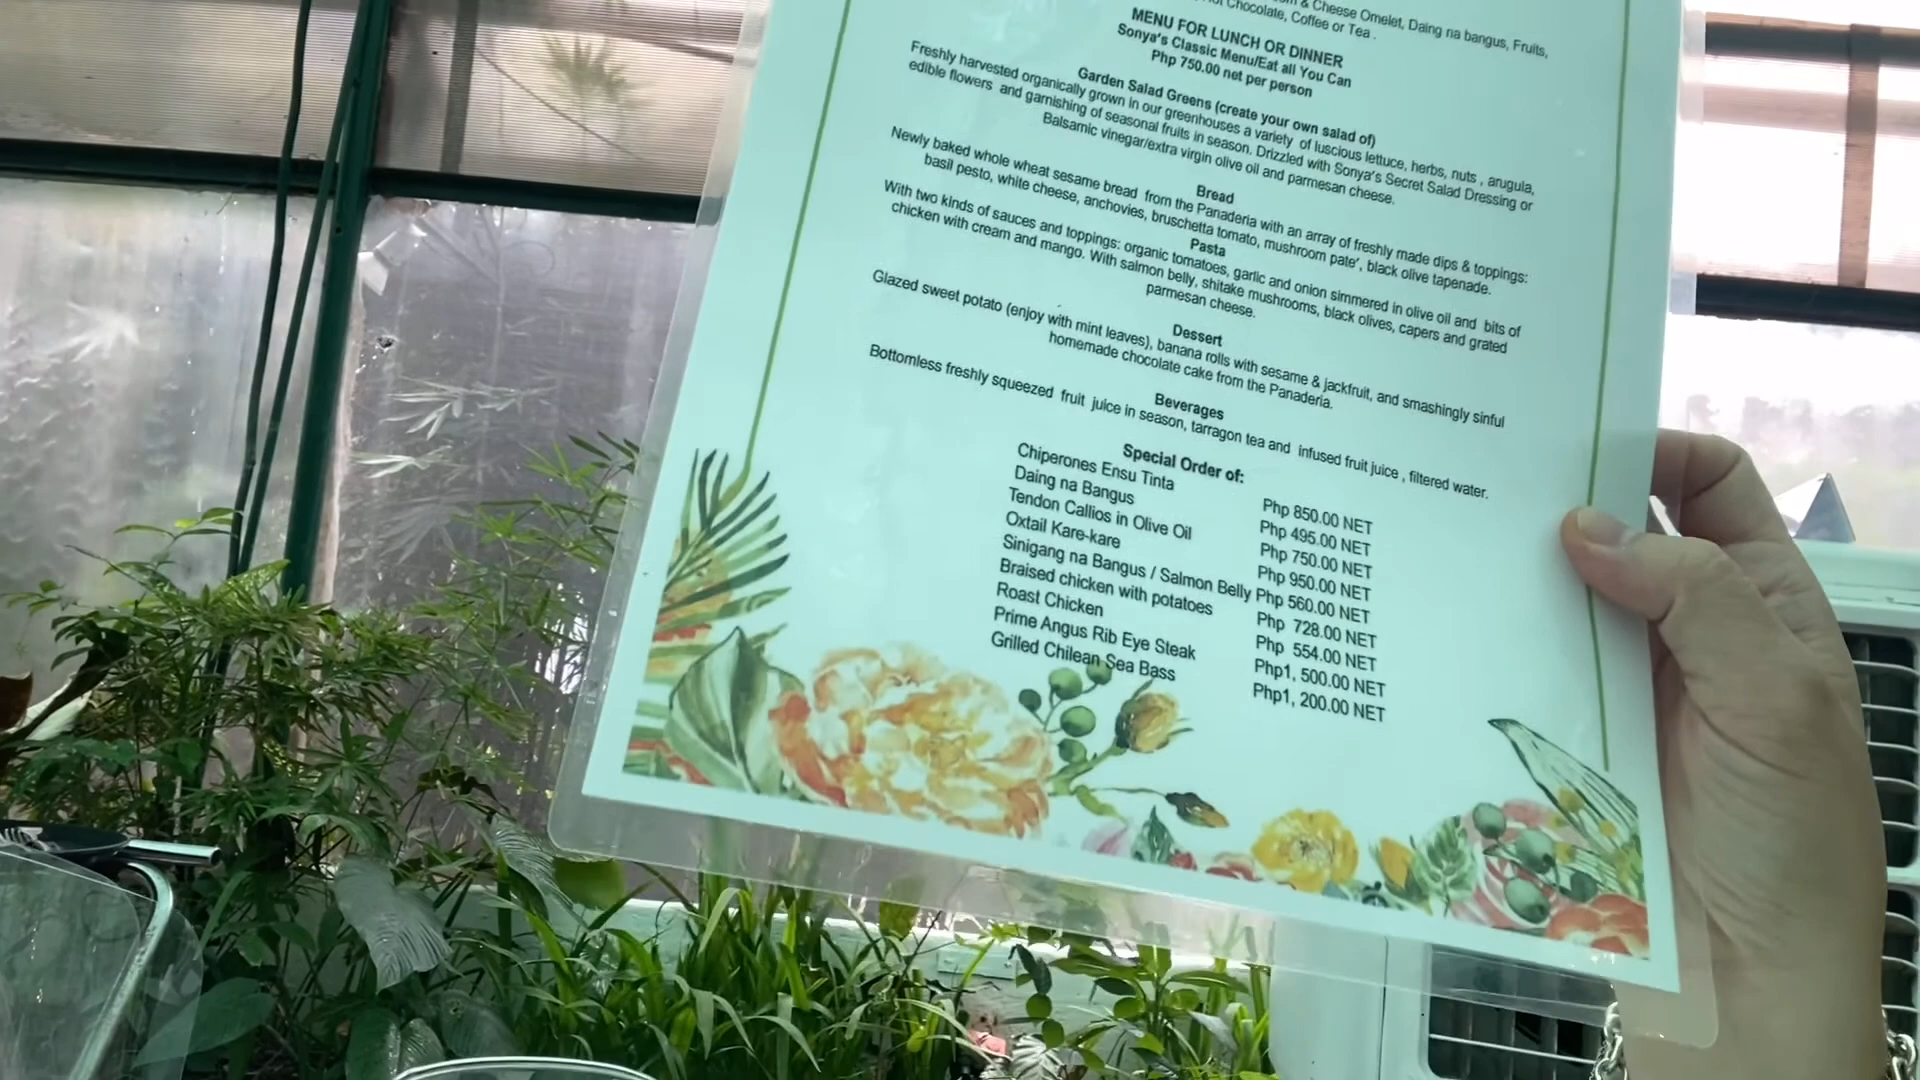 & Cheese Omelet, Daing na bangus, Fruits,
Chocolate, Coffee or Tea .
MENU FOR LUNCH OR DINNER
Sonya's Classic Menu/Eat all You Can
Php 750.00 net per person
Garden Salad Greens (create your own salad of)
Freshly harvested organically grown in our greenhouses a variety of luscious lettuce, herbs, nuts , arugula,
edible flowers and garnishing of seasonal fruits in season. Drizzled with Sonya's Secret Salad Dressing or
Balsamic vinegar/extra virgin olive oil and parmesan cheese.
Bread
Newly baked whole wheat sesame bread from the Panaderia with an array of freshly made dips & toppings:
basil pesto, white cheese, anchovies, bruschetta tomato, mushroom pate', black olive tapenade.
Pasta
With two kinds of sauces and toppings: organic tomatoes, garlic and onion simmered in olive oil and bits of
chicken with cream and mango. With salmon belly, shitake mushrooms, black olives, capers and grated
parmesan cheese.
Dessert
Glazed sweet potato (enjoy with mint leaves), banana rolls with sesame & jackfruit, and smashingly sinful
homemade chocolate cake from the Panaderia.
Beverages
Bottomless freshly squeezed fruit juice in season, tarragon tea and infused fruit juice , filtered water.
Special Order of:
Chiperones Ensu Tinta Php 850.00 NET
Daing na Bangus Php 495.00 NET
Tendon Callios in Olive Oil Php 750.00 NET
Oxtail Kare-kare Php 950.00 NET
Sinigang na Bangus / Salmon Belly Php 560.00 NET
Braised chicken with potatoes Php 728.00 NET
Roast Chicken Php 554.00 NET
Prime Angus Rib Eye Steak Php1, 500.00 NET
Grilled Chilean Sea Bass Php1, 200.00 NET